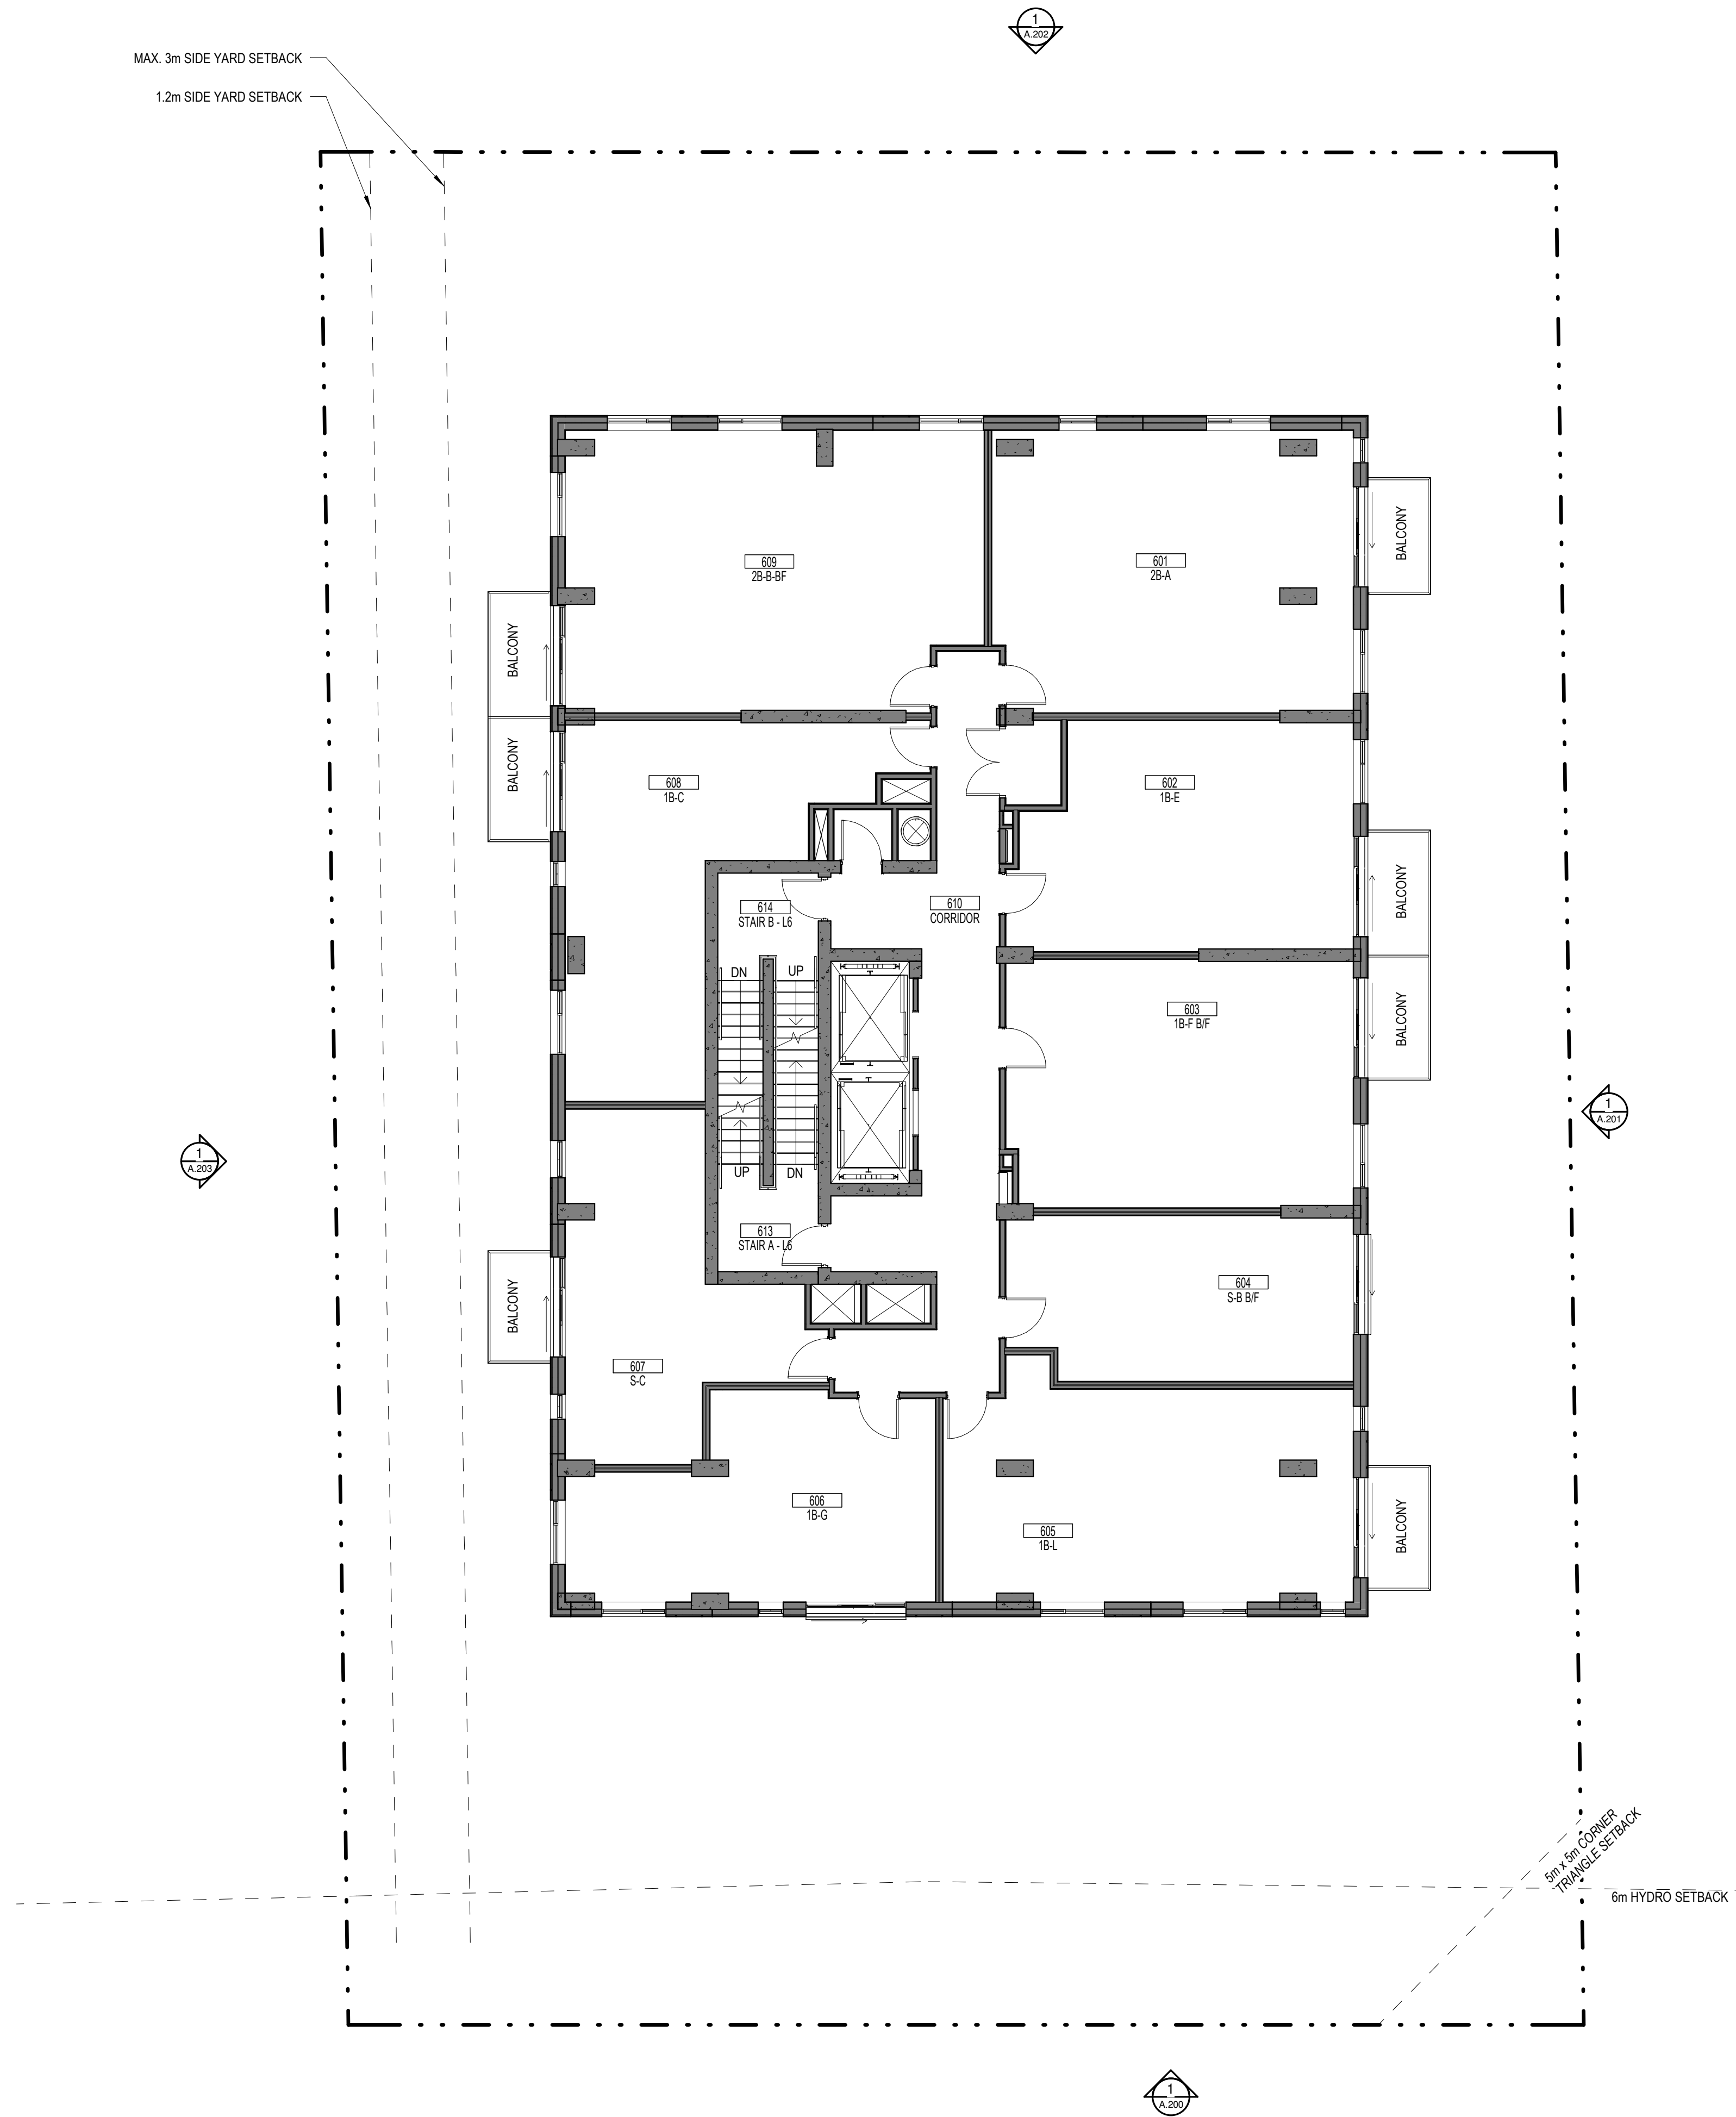 1
A.202
MAX. 3m SIDE YARD SETBACK
1.2m SIDE YARD SETBACK
609
2B-B-BF
601
2B-A
BALCONY
BALCONY
BALCONY
608
1B-C
602
1B-E
614
STAIR B - L6
610
CORRIDOR
BALCONY
DN
UP
603
1B-F B/F
BALCONY
1
A.203
1
A.201
UP
DN
613
STAIR A - L6
604
S-B B/F
BALCONY
607
S-C
606
1B-G
605
1B-L
BALCONY
5m x 5m CORNER
TRIANGLE SETBACK
6m HYDRO SETBACK
1
A.200